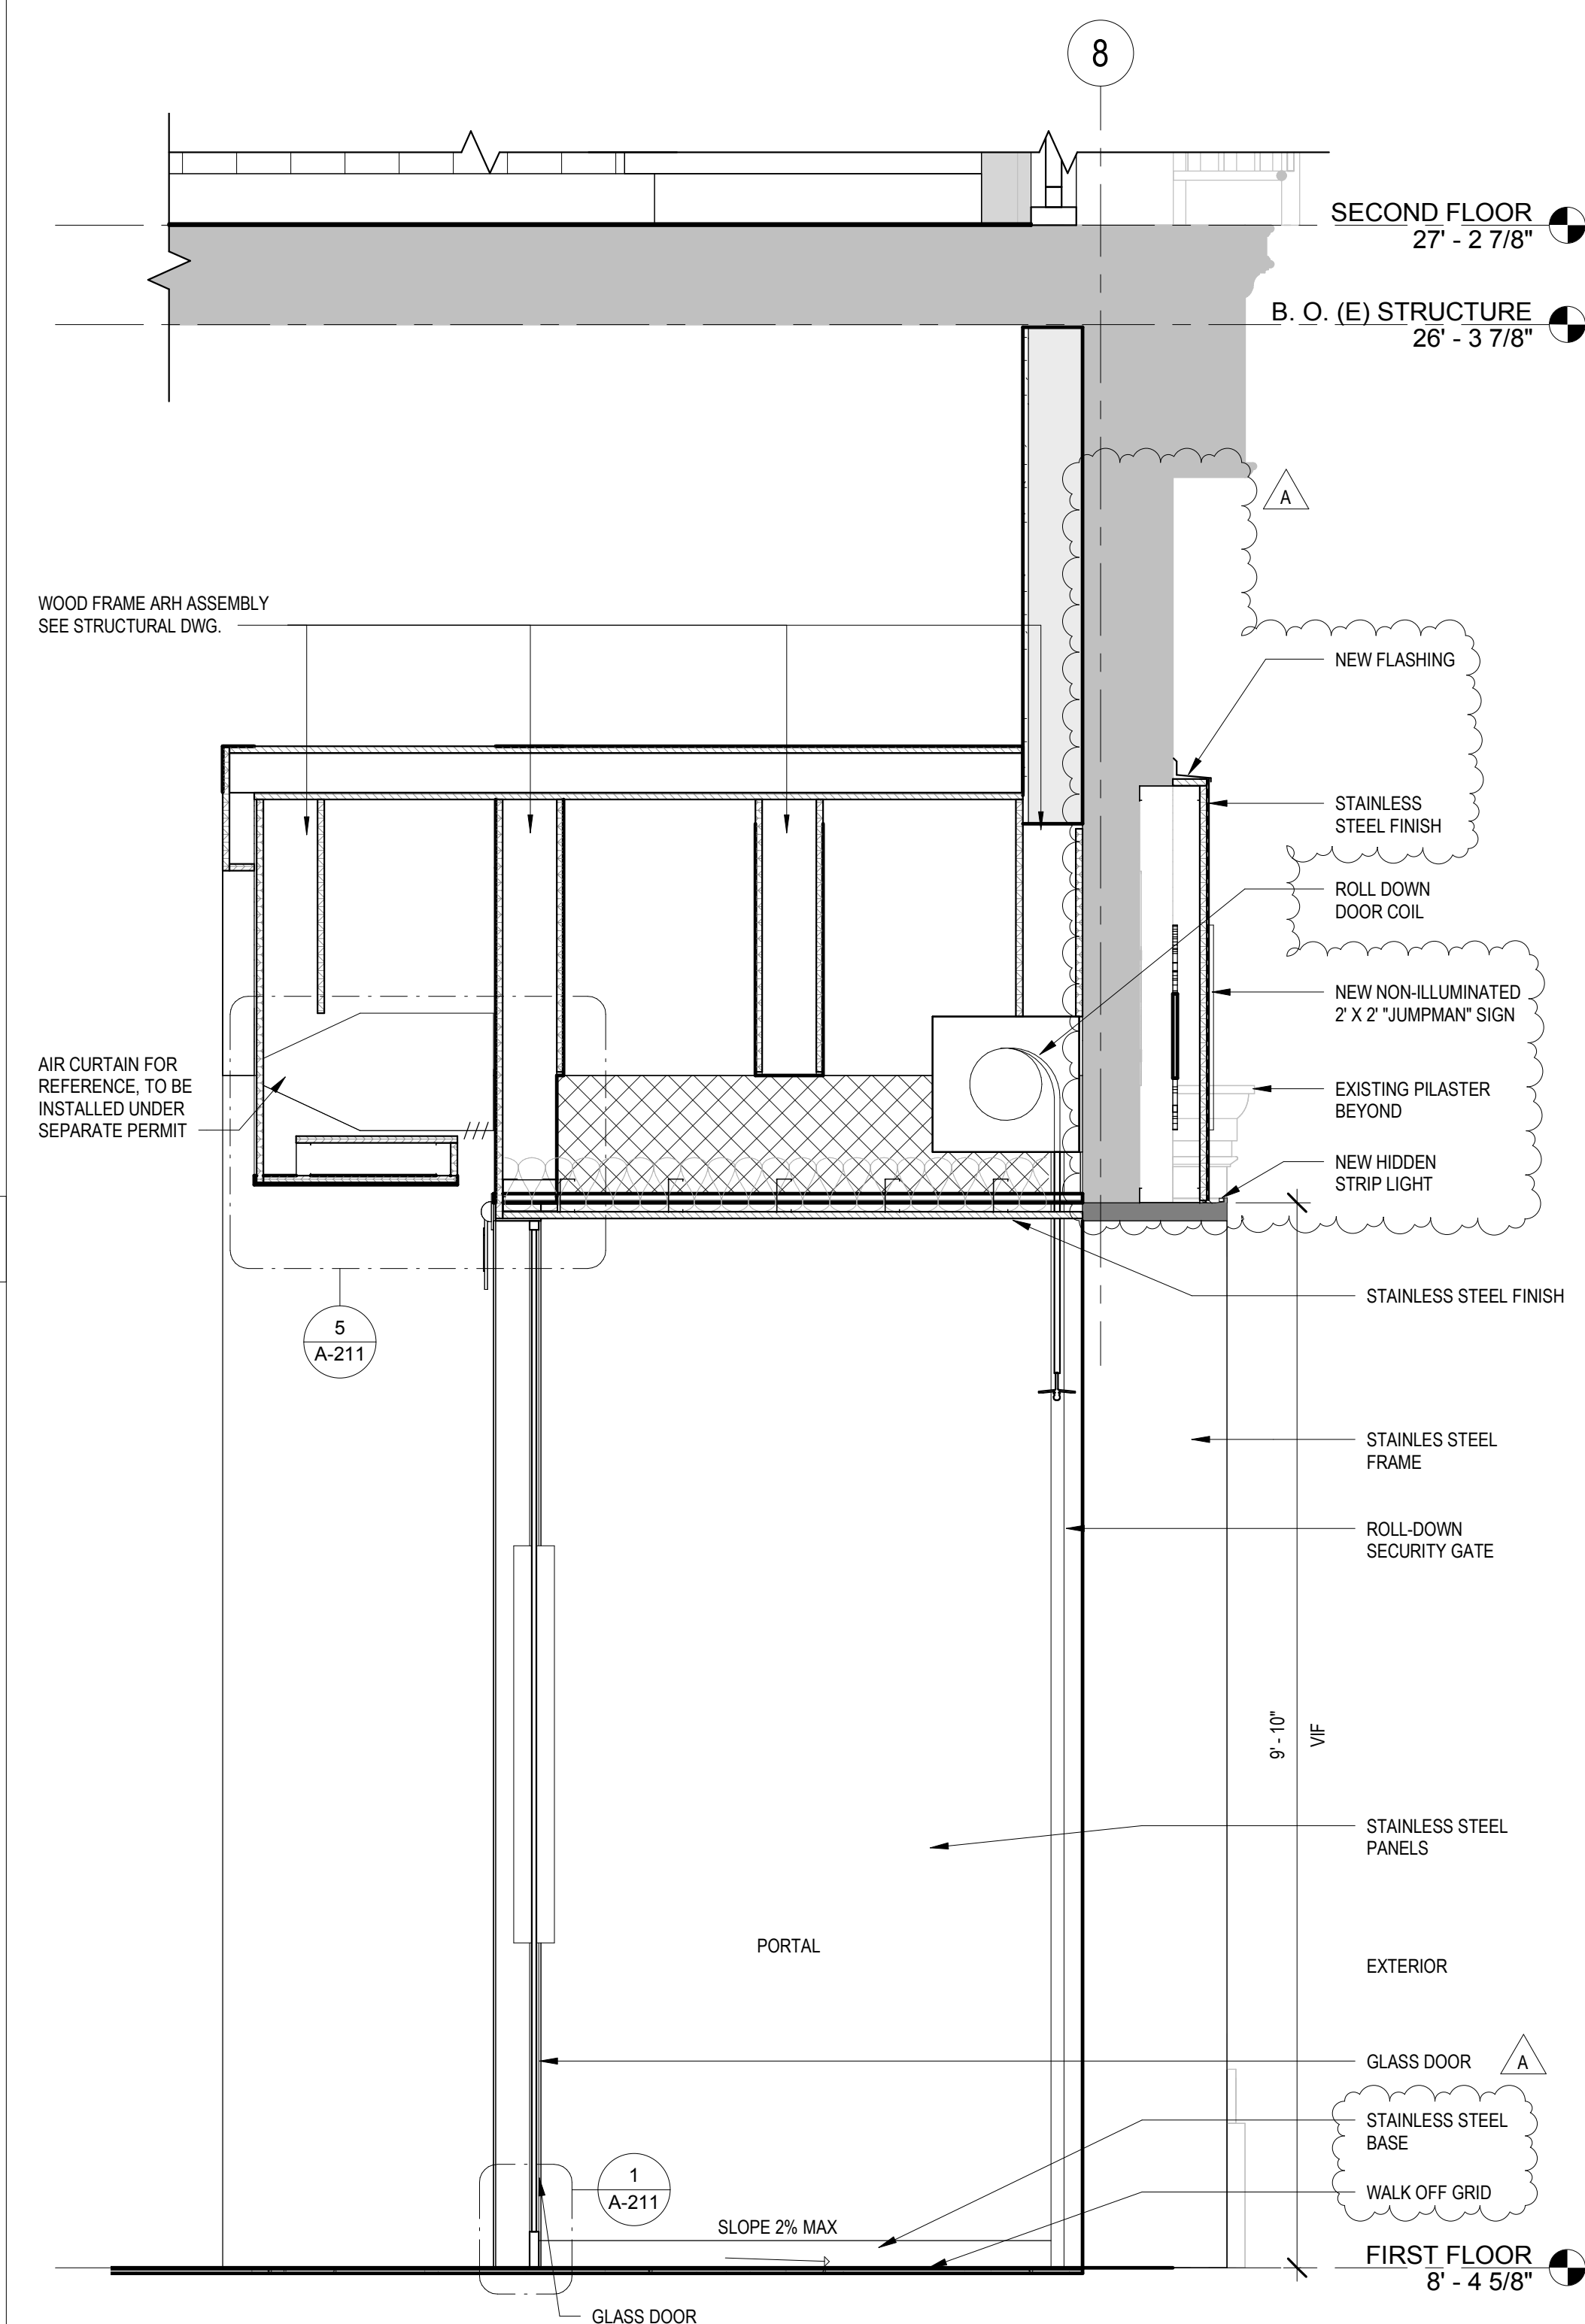 8
SECOND FLOOR
27' - 2 7/8"
B. O. (E) STRUCTURE
26' - 3 7/8"
A
WOOD FRAME ARH ASSEMBLY
SEE STRUCTURAL DWG.
NEW FLASHING
STAINLESS
STEEL FINISH
ROLL DOWN
DOOR COIL
NEW NON-ILLUMINATED
2' X 2' "JUMPMAN" SIGN
AIR CURTAIN FOR
REFERENCE, TO BE
INSTALLED UNDER
SEPARATE PERMIT
EXISTING PILASTER
BEYOND
NEW HIDDEN
STRIP LIGHT
STAINLESS STEEL FINISH
5
A-211
STAINLES STEEL
FRAME
ROLL-DOWN
SECURITY GATE
9' - 10"
VIF
STAINLESS STEEL
PANELS
PORTAL
EXTERIOR
GLASS DOOR
A
STAINLESS STEEL
BASE
1
A-211
WALK OFF GRID
SLOPE 2% MAX
FIRST FLOOR
8' - 4 5/8"
GLASS DOOR